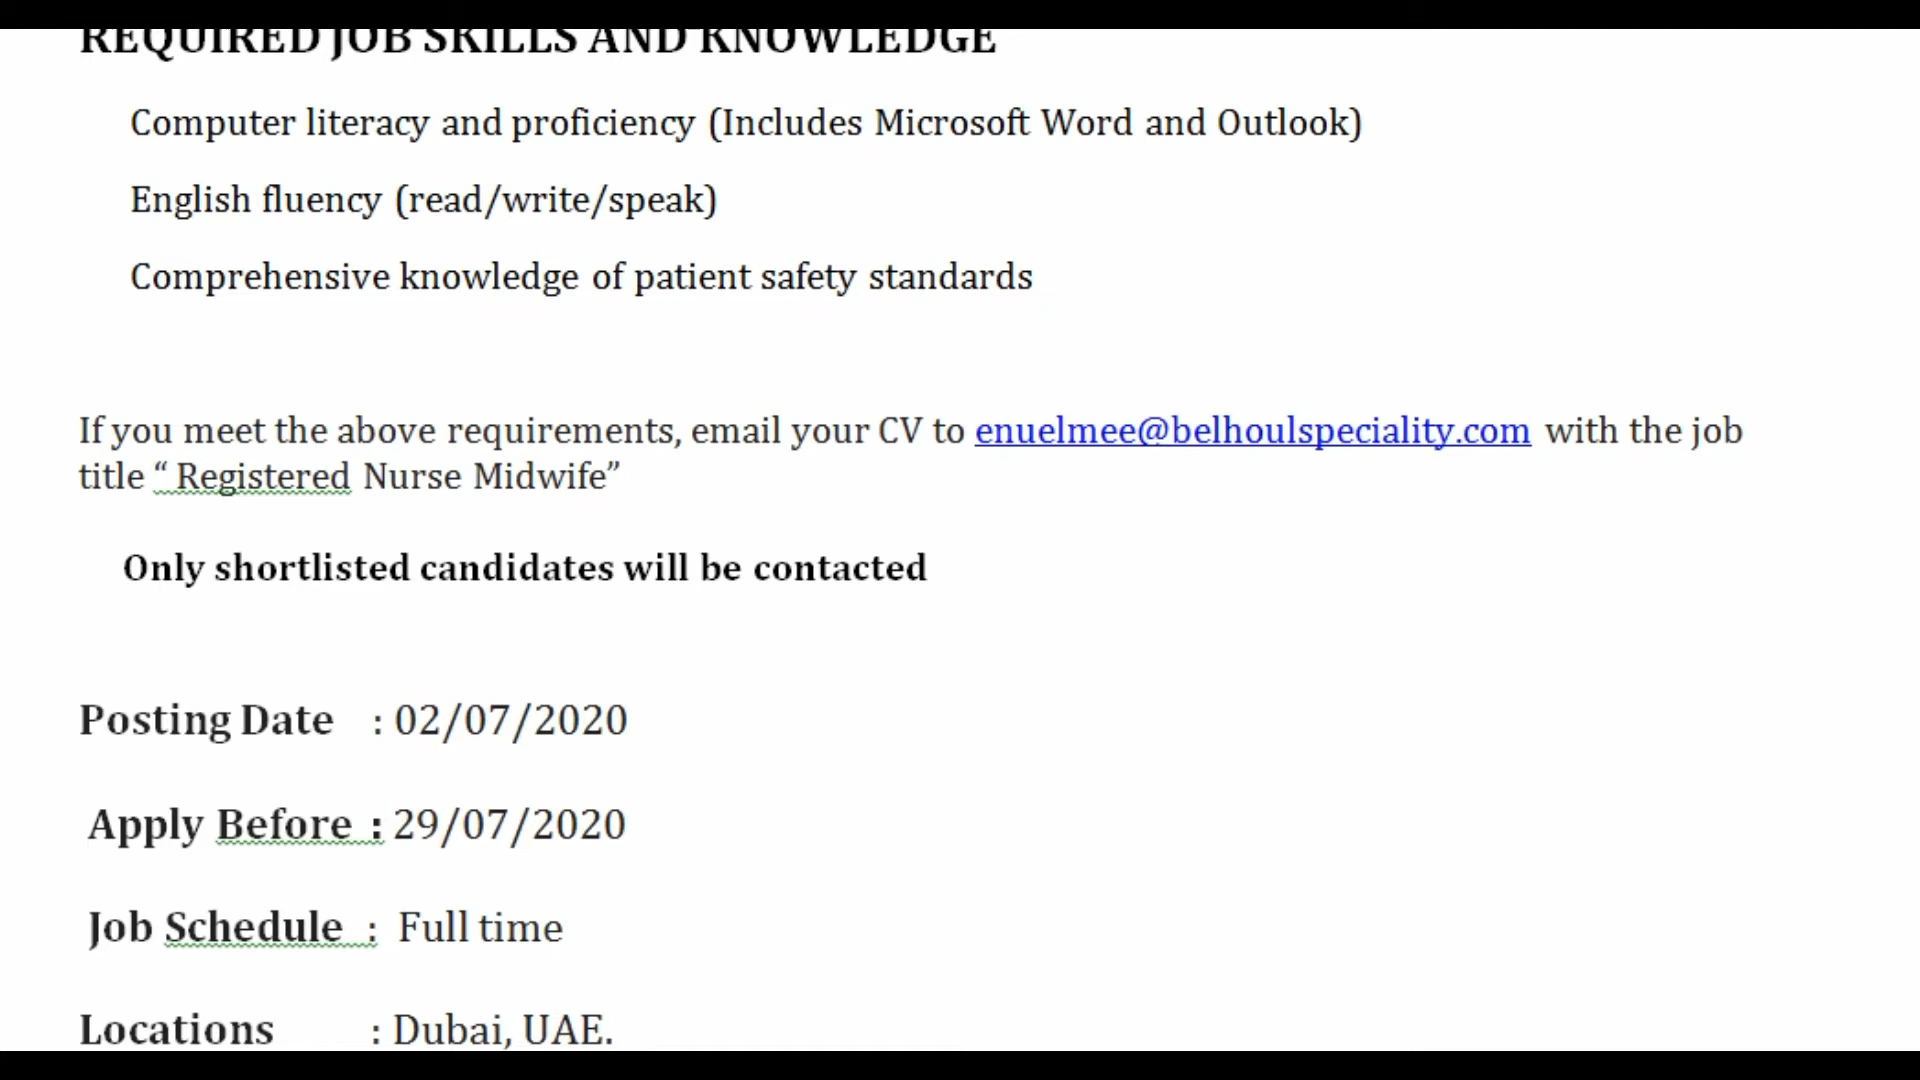 REQUIRED JOB SKILLS AND KNOWLEDGE
Computer literacy and proficiency (Includes Microsoft Word and Outlook)
English fluency (read/write/speak)
Comprehensive knowledge of patient safety standards
If you meet the above requirements, email your CV to enuelmee@belhoulspeciality.com with the job
title “ Registered Nurse Midwife”
Only shortlisted candidates will be contacted
Posting Date : 02/07/2020
Apply Before : 29/07/2020
Job Schedule : Full time
Locations : Dubai, UAE.